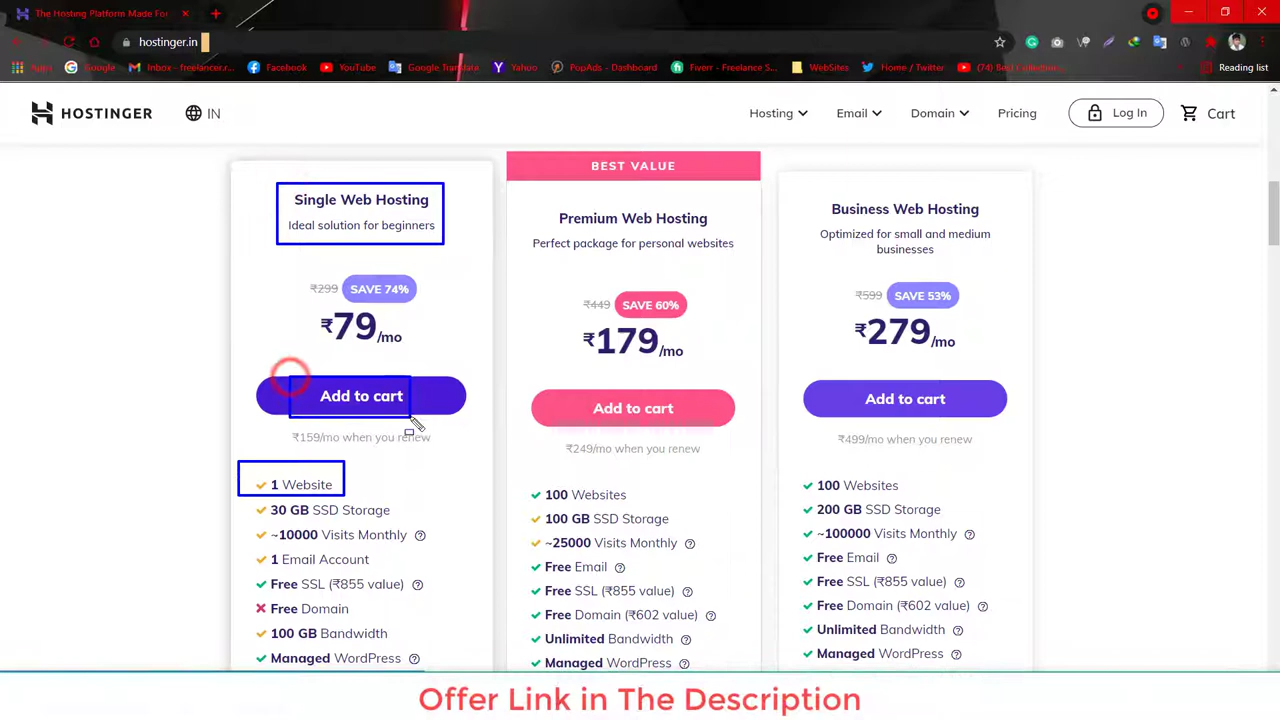 The Hosting Platform Made For
hostinger.in
Apps
Google
Inbox - freelancer.r...
Facebook
YouTube
Google Translate
Yahoo
PopAds - Dashboard
Fiverr - Freelance S...
WebSites
Home / Twitter
Reading list
HOSTINGER
IN
Hosting
Email
Domain
Pricing
Log In
Cart
Single Web Hosting
Ideal solution for beginners
₹299
SAVE 74%
₹79/mo
Add to cart
₹159/mo when you renew
1 Website
30 GB SSD Storage
~10000 Visits Monthly
1 Email Account
Free SSL (₹855 value)
Free Domain
100 GB Bandwidth
Managed WordPress
BEST VALUE
Premium Web Hosting
Perfect package for personal websites
₹449
SAVE 60%
₹179/mo
Add to cart
₹249/mo when you renew
100 Websites
100 GB SSD Storage
~25000 Visits Monthly
Free Email
Free SSL (₹855 value)
Free Domain (₹602 value)
Unlimited Bandwidth
Managed WordPress
Business Web Hosting
Optimized for small and medium
businesses
₹599
SAVE 53%
₹279/mo
Add to cart
₹499/mo when you renew
100 Websites
200 GB SSD Storage
~100000 Visits Monthly
Free Email
Free SSL (₹855 value)
Free Domain (₹602 value)
Unlimited Bandwidth
Managed WordPress
Offer Link in The Description